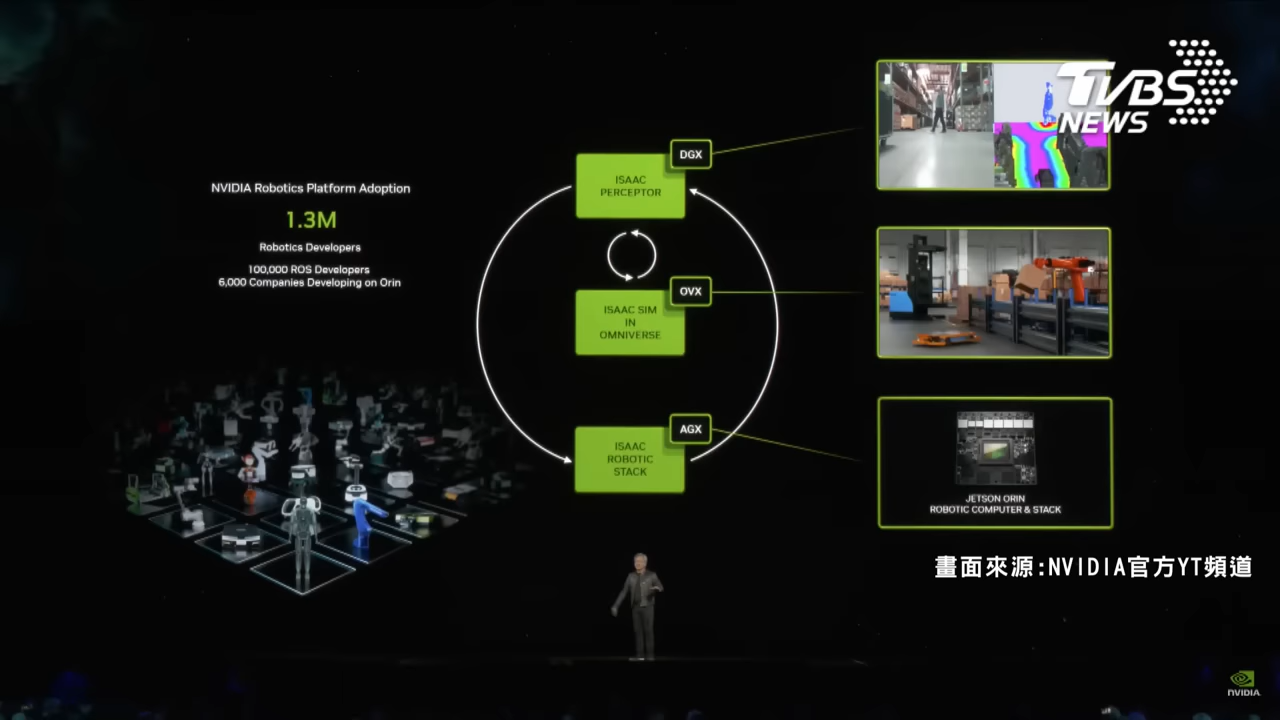 TVBS
NEWS
NVIDIA Robotics Platform Adoption
1.3M
Robotics Developers
100,000 ROS Developers
6,000 Companies Developing on Orin
DGX
ISAAC
PERCEPTOR
OVX
ISAAC SIM
IN
OMNIVERSE
AGX
ISAAC
ROBOTIC
STACK
JETSON ORIN
ROBOTIC COMPUTER & STACK
畫面來源:NVIDIA官方YT頻道
NVIDIA